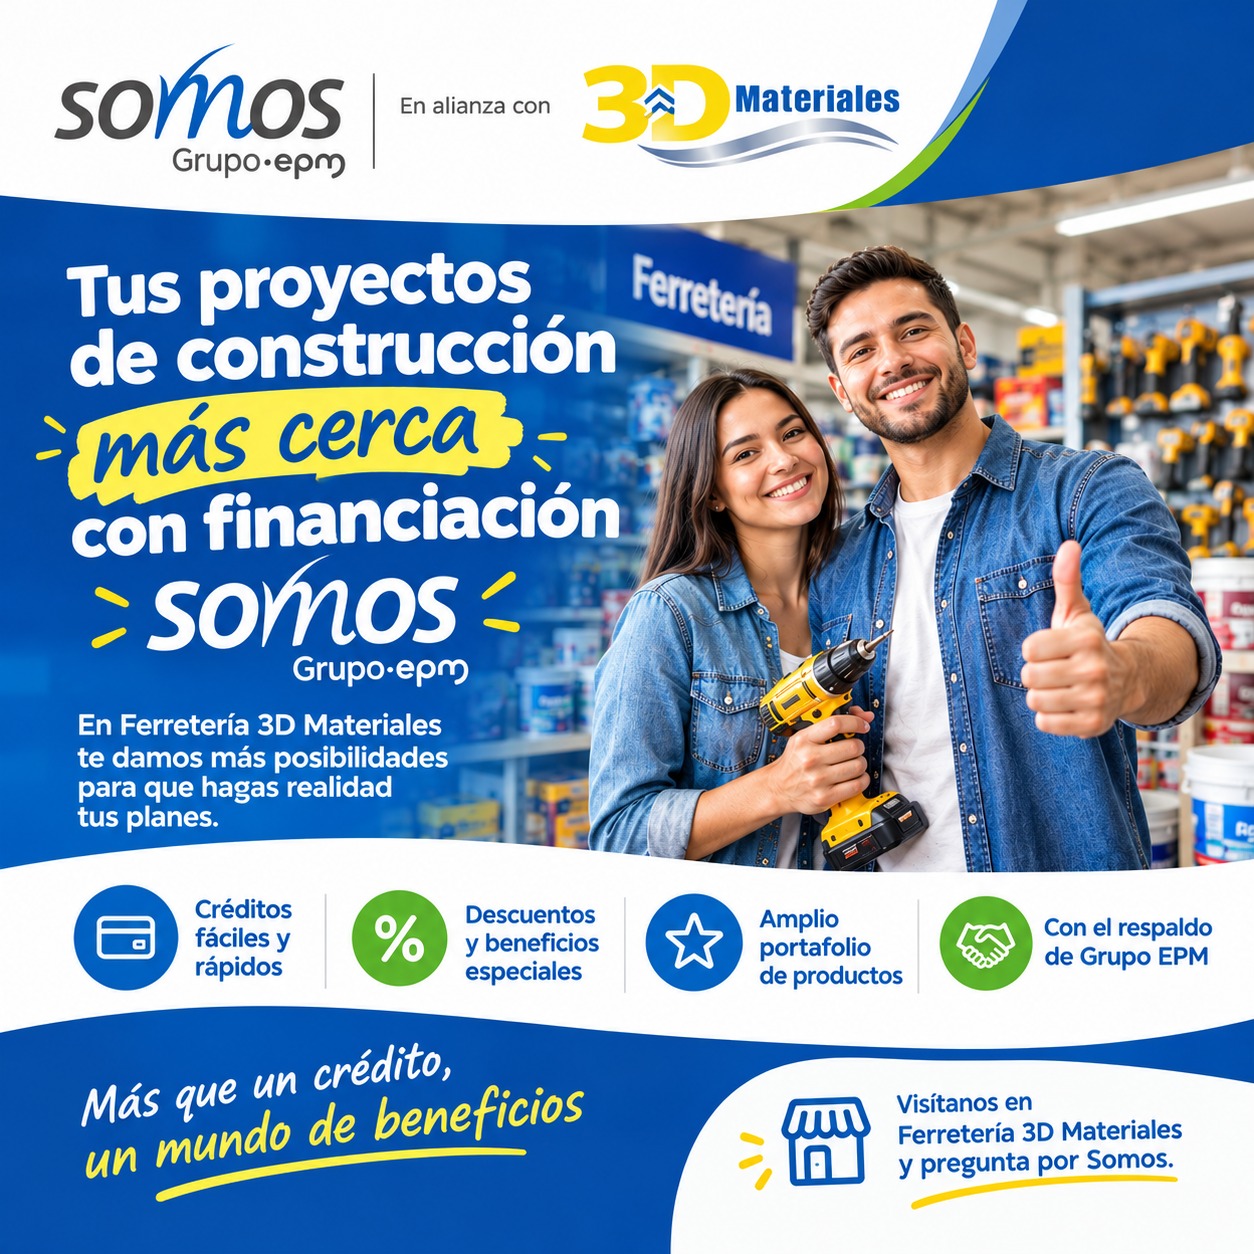 somos
Grupo·epm
En alianza con
3D Materiales
Ferretería
Tus proyectos
de construcción
más cerca
con financiación
somos
Grupo·epm
En Ferretería 3D Materiales
te damos más posibilidades
para que hagas realidad
tus planes.
Créditos
fáciles y
rápidos
%
Descuentos
y beneficios
especiales
Amplio
portafolio
de productos
Con el respaldo
de Grupo EPM
Más que un crédito,
un mundo de beneficios
Visítanos en
Ferretería 3D Materiales
y pregunta por Somos.